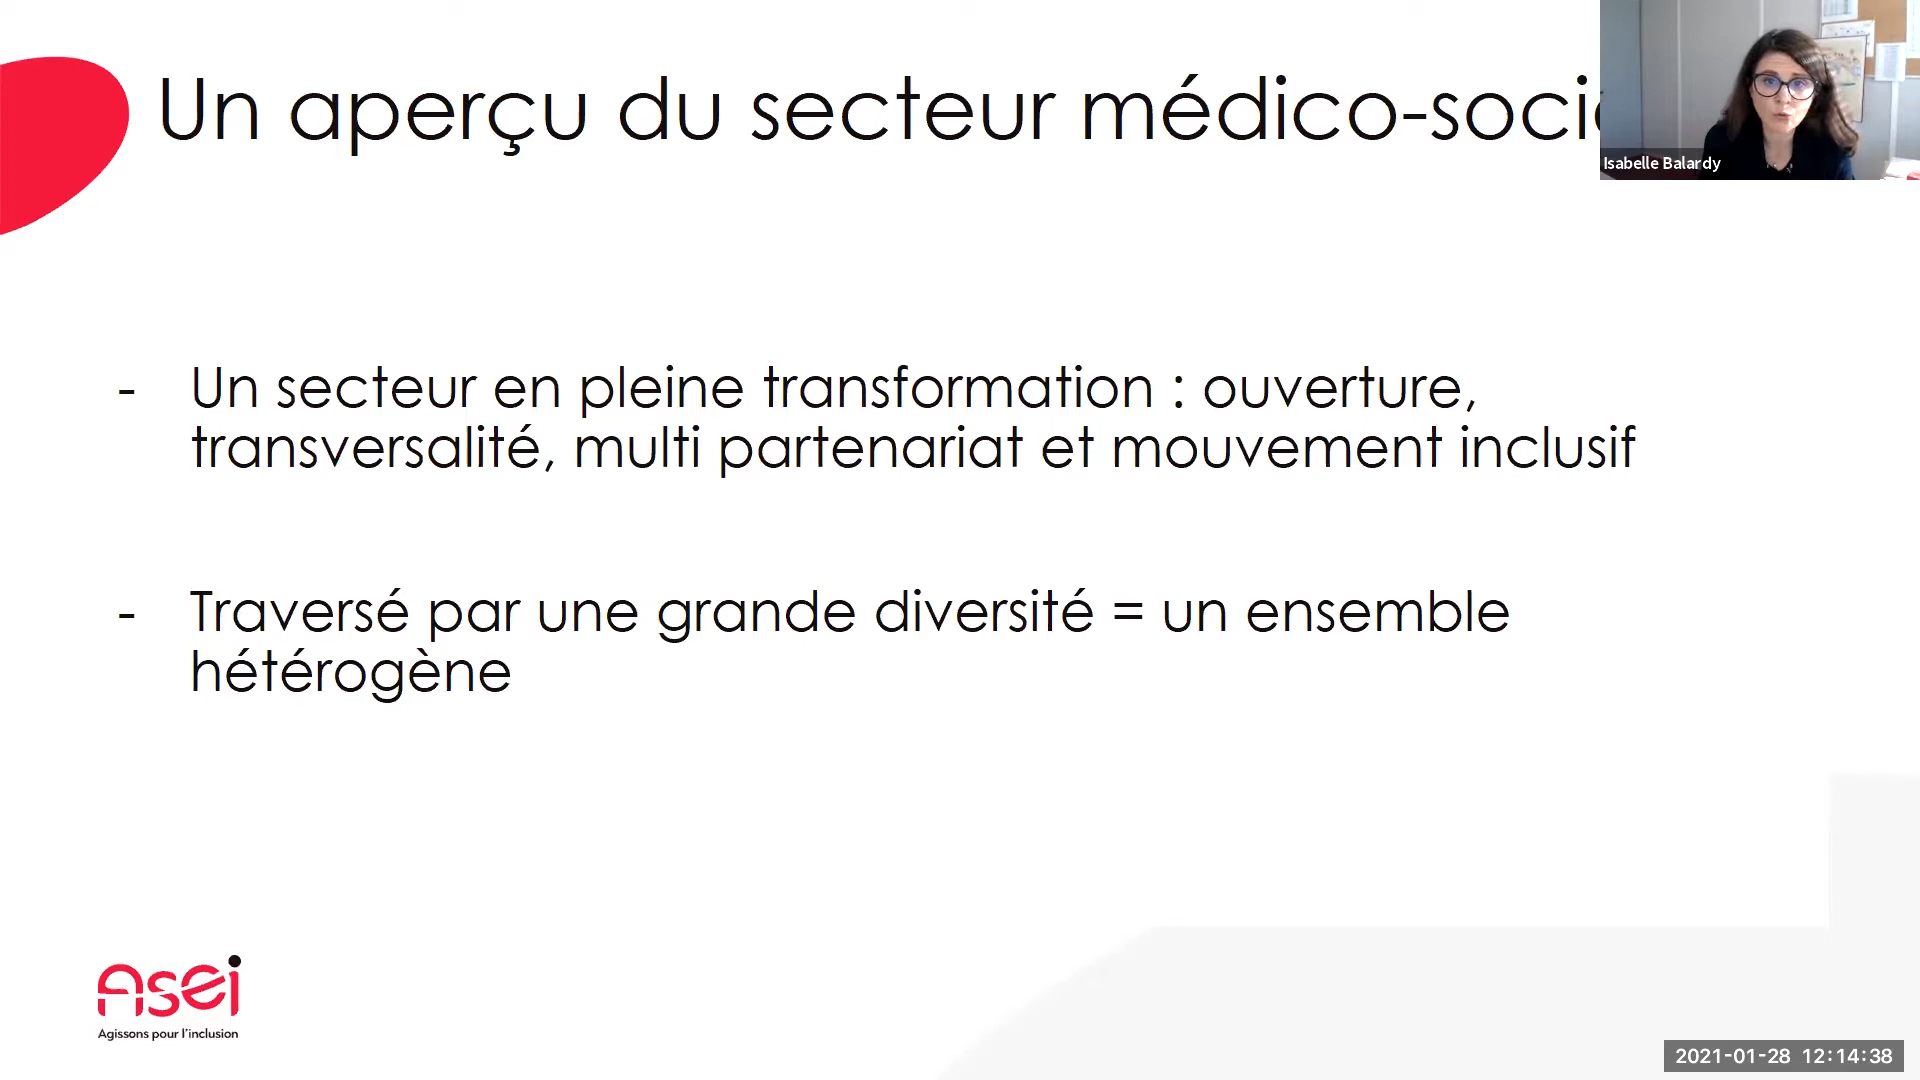 Un aperçu du secteur médico-soci
Isabelle Balardy
- Un secteur en pleine transformation : ouverture,
transversalité, multi partenariat et mouvement inclusif
- Traversé par une grande diversité = un ensemble
hétérogène
Asei
Agissons pour l'inclusion
2021-01-28 12:14:38